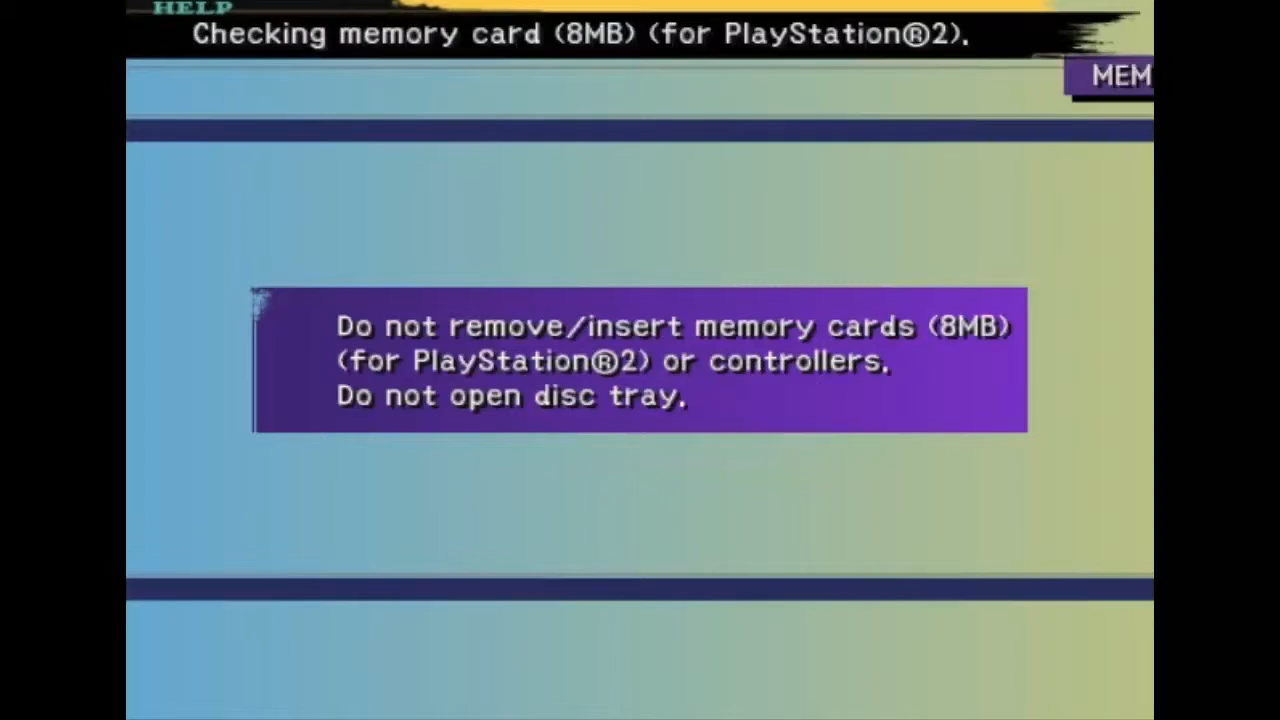 HELP
Checking memory card (8MB) (for PlayStation®2).
MEM
Do not remove/insert memory cards (8MB)
(for PlayStation®2) or controllers.
Do not open disc tray.